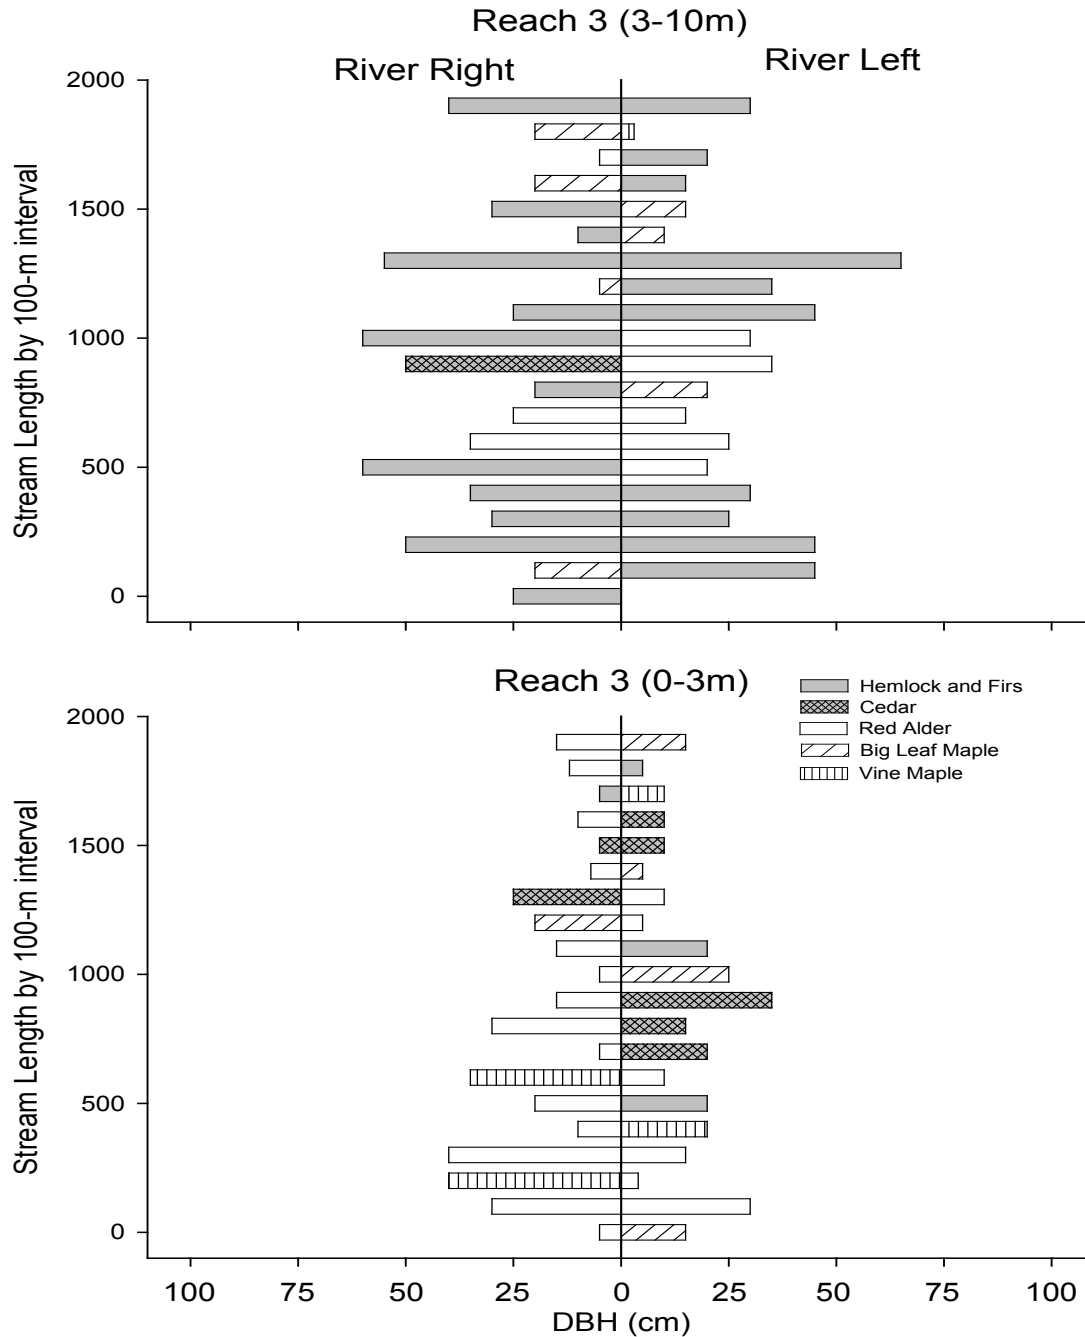 Reach 3 (3-10m)
River Right
River Left
Stream Length by 100-m interval
2000
1500
1000
500
0
Reach 3 (0-3m)
Hemlock and Firs
Cedar
Red Alder
Big Leaf Maple
Vine Maple
Stream Length by 100-m interval
2000
1500
1000
500
0
100 75 50 25 0 25 50 75 100
DBH (cm)